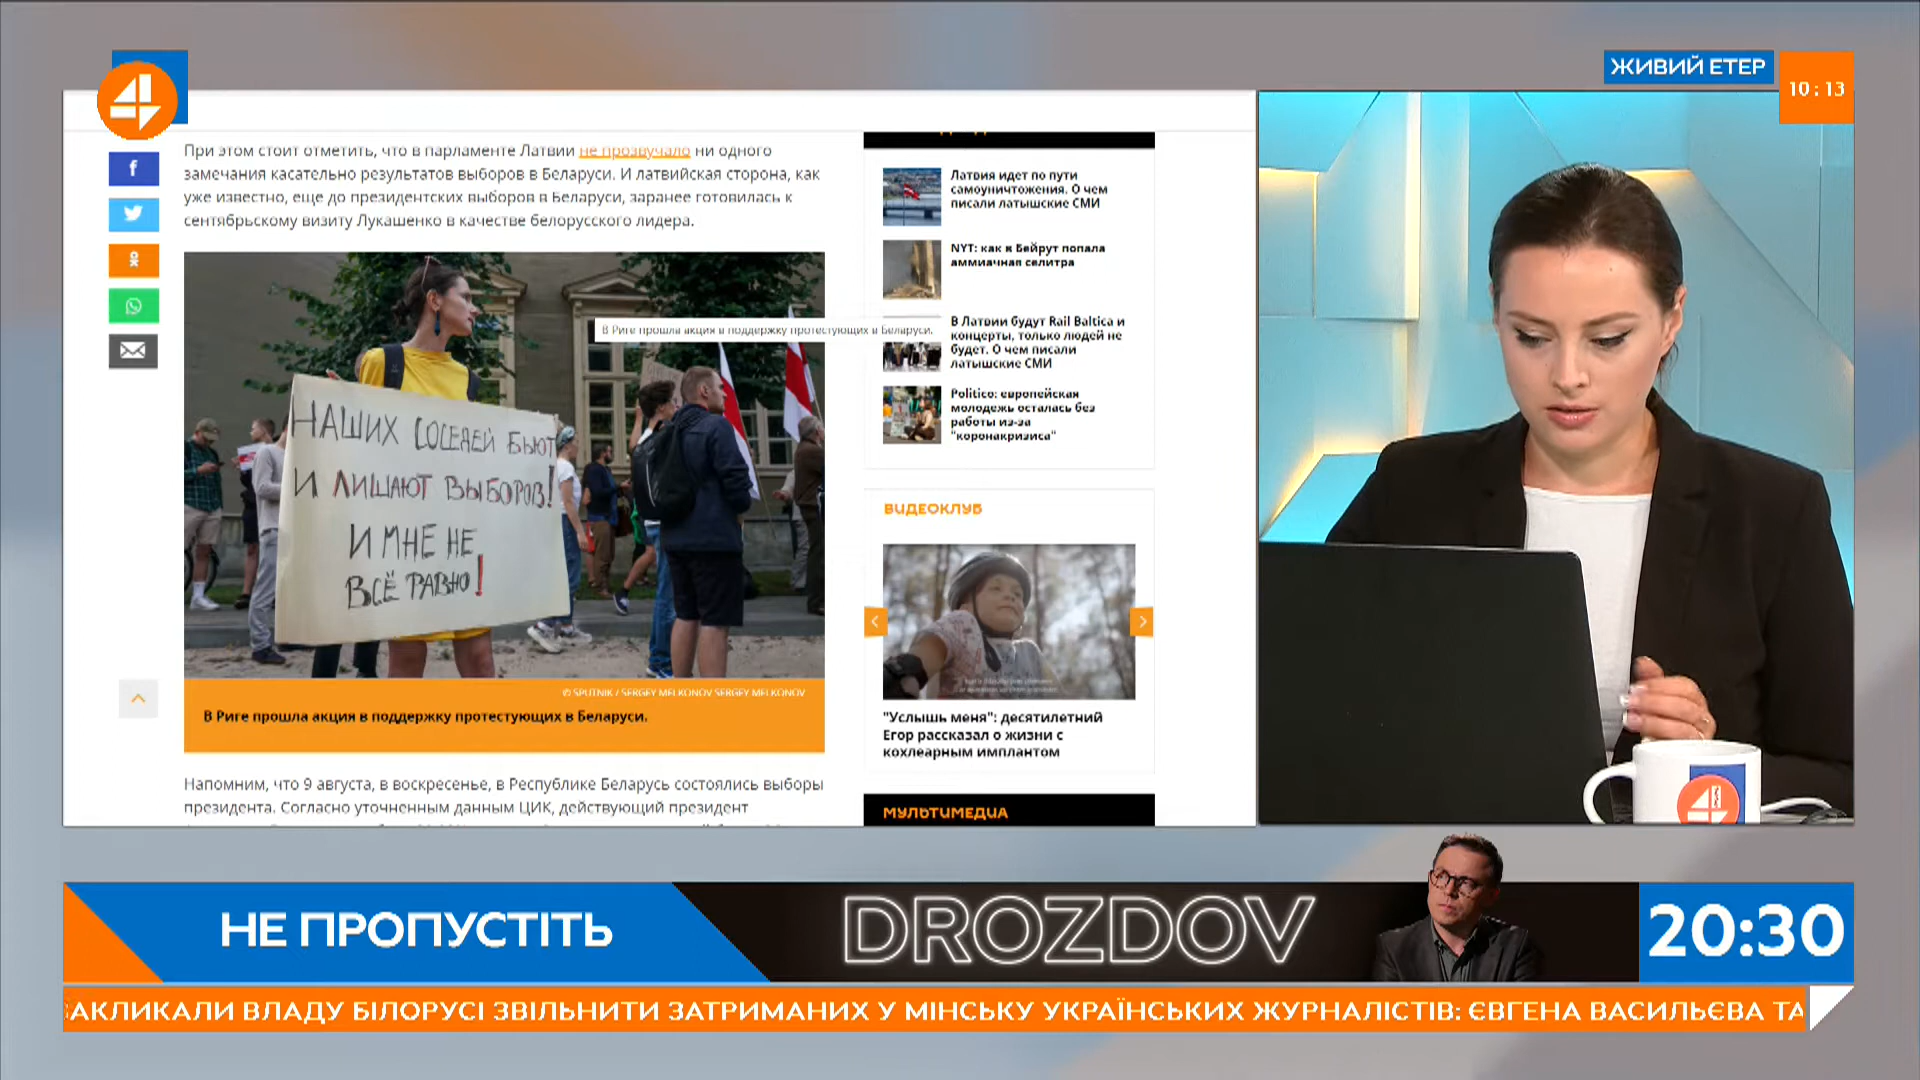 ЖИВИЙ ЕТЕР
10:13
При этом стоит отметить, что в парламенте Латвии не прозвучало ни одного
замечания касательно результатов выборов в Беларуси. И латвийская сторона, как
уже известно, еще до президентских выборов в Беларуси, заранее готовилась к
сентябрьскому визиту Лукашенко в качестве белорусского лидера.
НАШИХ СОСЕДЕЙ БЬЮТ
И ЛИШАЮТ ВЫБОРОВ!
И МНЕ НЕ
ВСЁ РАВНО!
В Риге прошла акция в поддержку протестующих в Беларуси.
© SPUTNIK / SERGEY MELKONOV SERGEY MELKONOV
В Риге прошла акция в поддержку протестующих в Беларуси.
Напомним, что 9 августа, в воскресенье, в Республике Беларусь состоялись выборы
президента. Согласно уточненным данным ЦИК, действующий президент
Латвия идет по пути
самоуничтожения. О чем
писали латышские СМИ
NYT: как в Бейрут попала
аммиачная селитра
В Латвии будут Rail Baltica и
концерты, только людей не
будет. О чем писали
латышские СМИ
Politico: европейская
молодежь осталась без
работы из-за
"коронакризиса"
ВИДЕОКЛУБ
"Услышь меня": десятилетний
Егор рассказал о жизни с
кохлеарным имплантом
МУЛЬТИМЕДИА
НЕ ПРОПУСТІТЬ
DROZDOV
20:30
ЗАКЛИКАЛИ ВЛАДУ БІЛОРУСІ ЗВІЛЬНИТИ ЗАТРИМАНИХ У МІНСЬКУ УКРАЇНСЬКИХ ЖУРНАЛІСТІВ: ЄВГЕНА ВАСИЛЬЄВА ТА